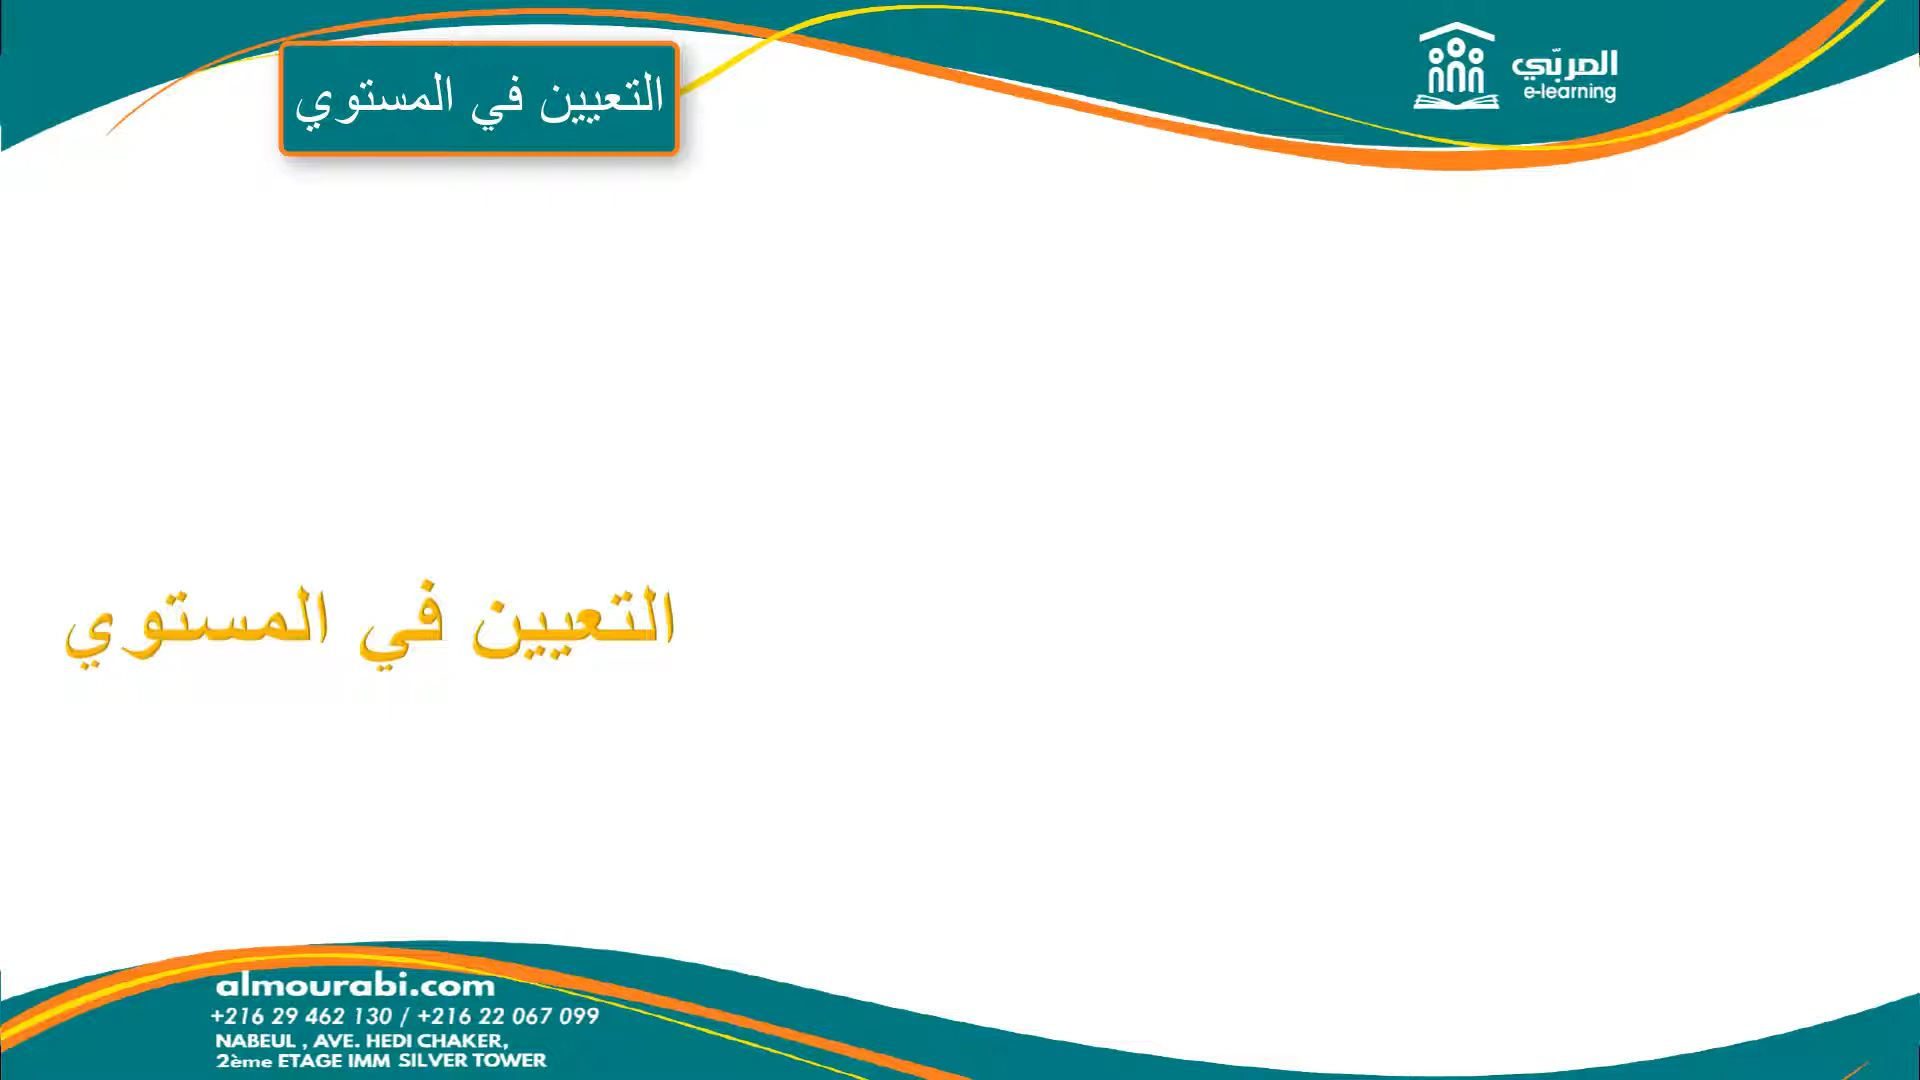 التعيين في المستوي
المربّي
e-learning
التعيين في المستوي
almourabi.com
+216 29 462 130 / +216 22 067 099
NABEUL , AVE. HEDI CHAKER,
2ème ETAGE IMM SILVER TOWER